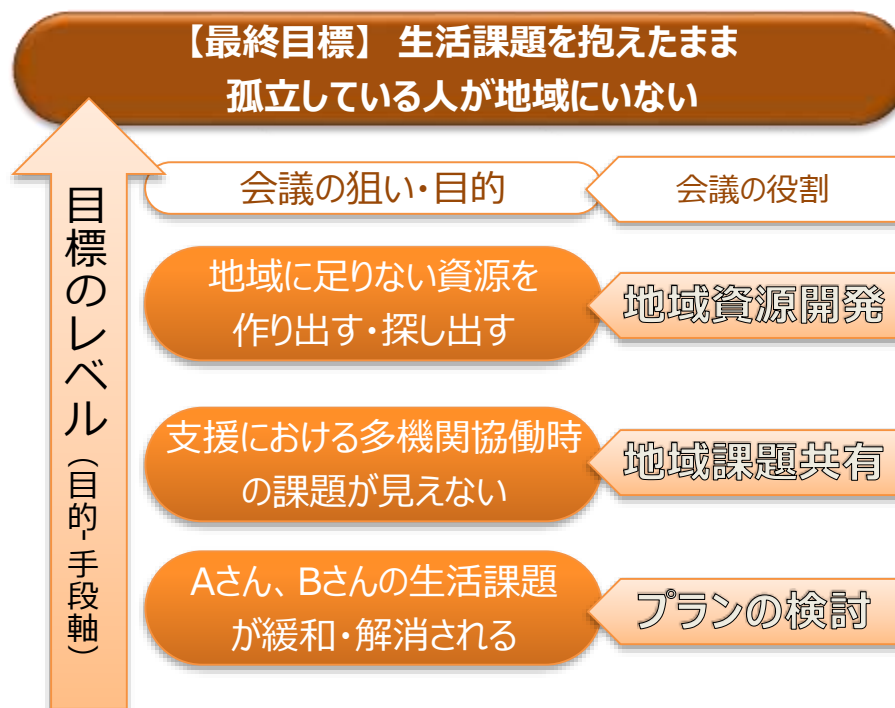 【最終目標】 生活課題を抱えたまま
孤立している人が地域にいない
目標のレベル(目的-手段軸)
会議の狙い・目的
会議の役割
地域に足りない資源を
作り出す・探し出す
地域資源開発
支援における多機関協働時
の課題が見えない
地域課題共有
Aさん、Bさんの生活課題
が緩和・解消される
プランの検討